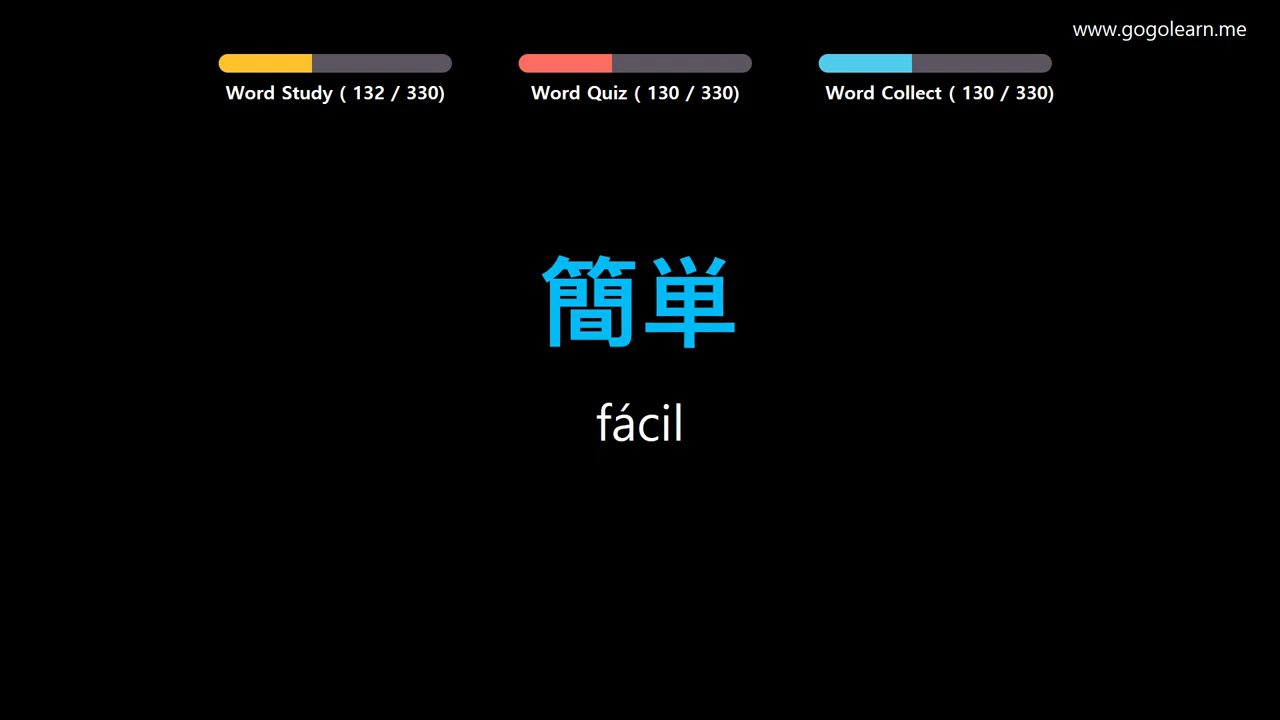 www.gogolearn.me
Word Study ( 132 / 330)
Word Quiz ( 130 / 330)
Word Collect ( 130 / 330)
簡単
fácil